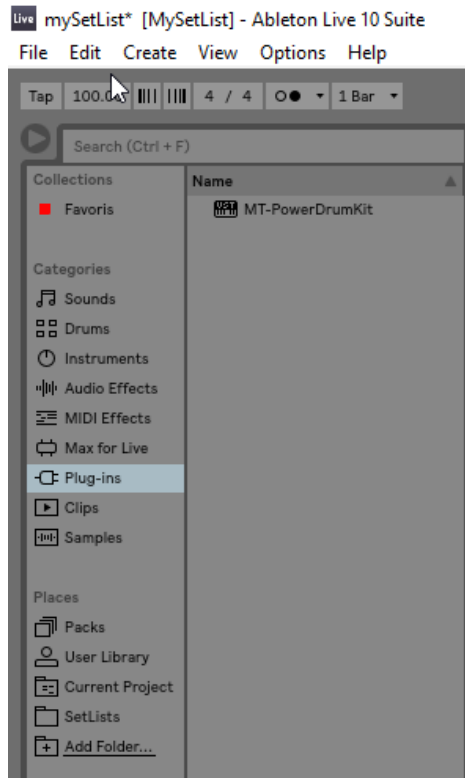 Live mySetList* [MySetList] - Ableton Live 10 Suite
File Edit Create View Options Help
Tap 4 / 4 1 Bar
Search (Ctrl + F)
Collections
Favoris
Categories
Sounds
Drums
Instruments
Audio Effects
MIDI Effects
Max for Live
Plug-ins
Clips
Samples
Places
Packs
User Library
Current Project
SetLists
Add Folder...
Name
VST MT-PowerDrumKit